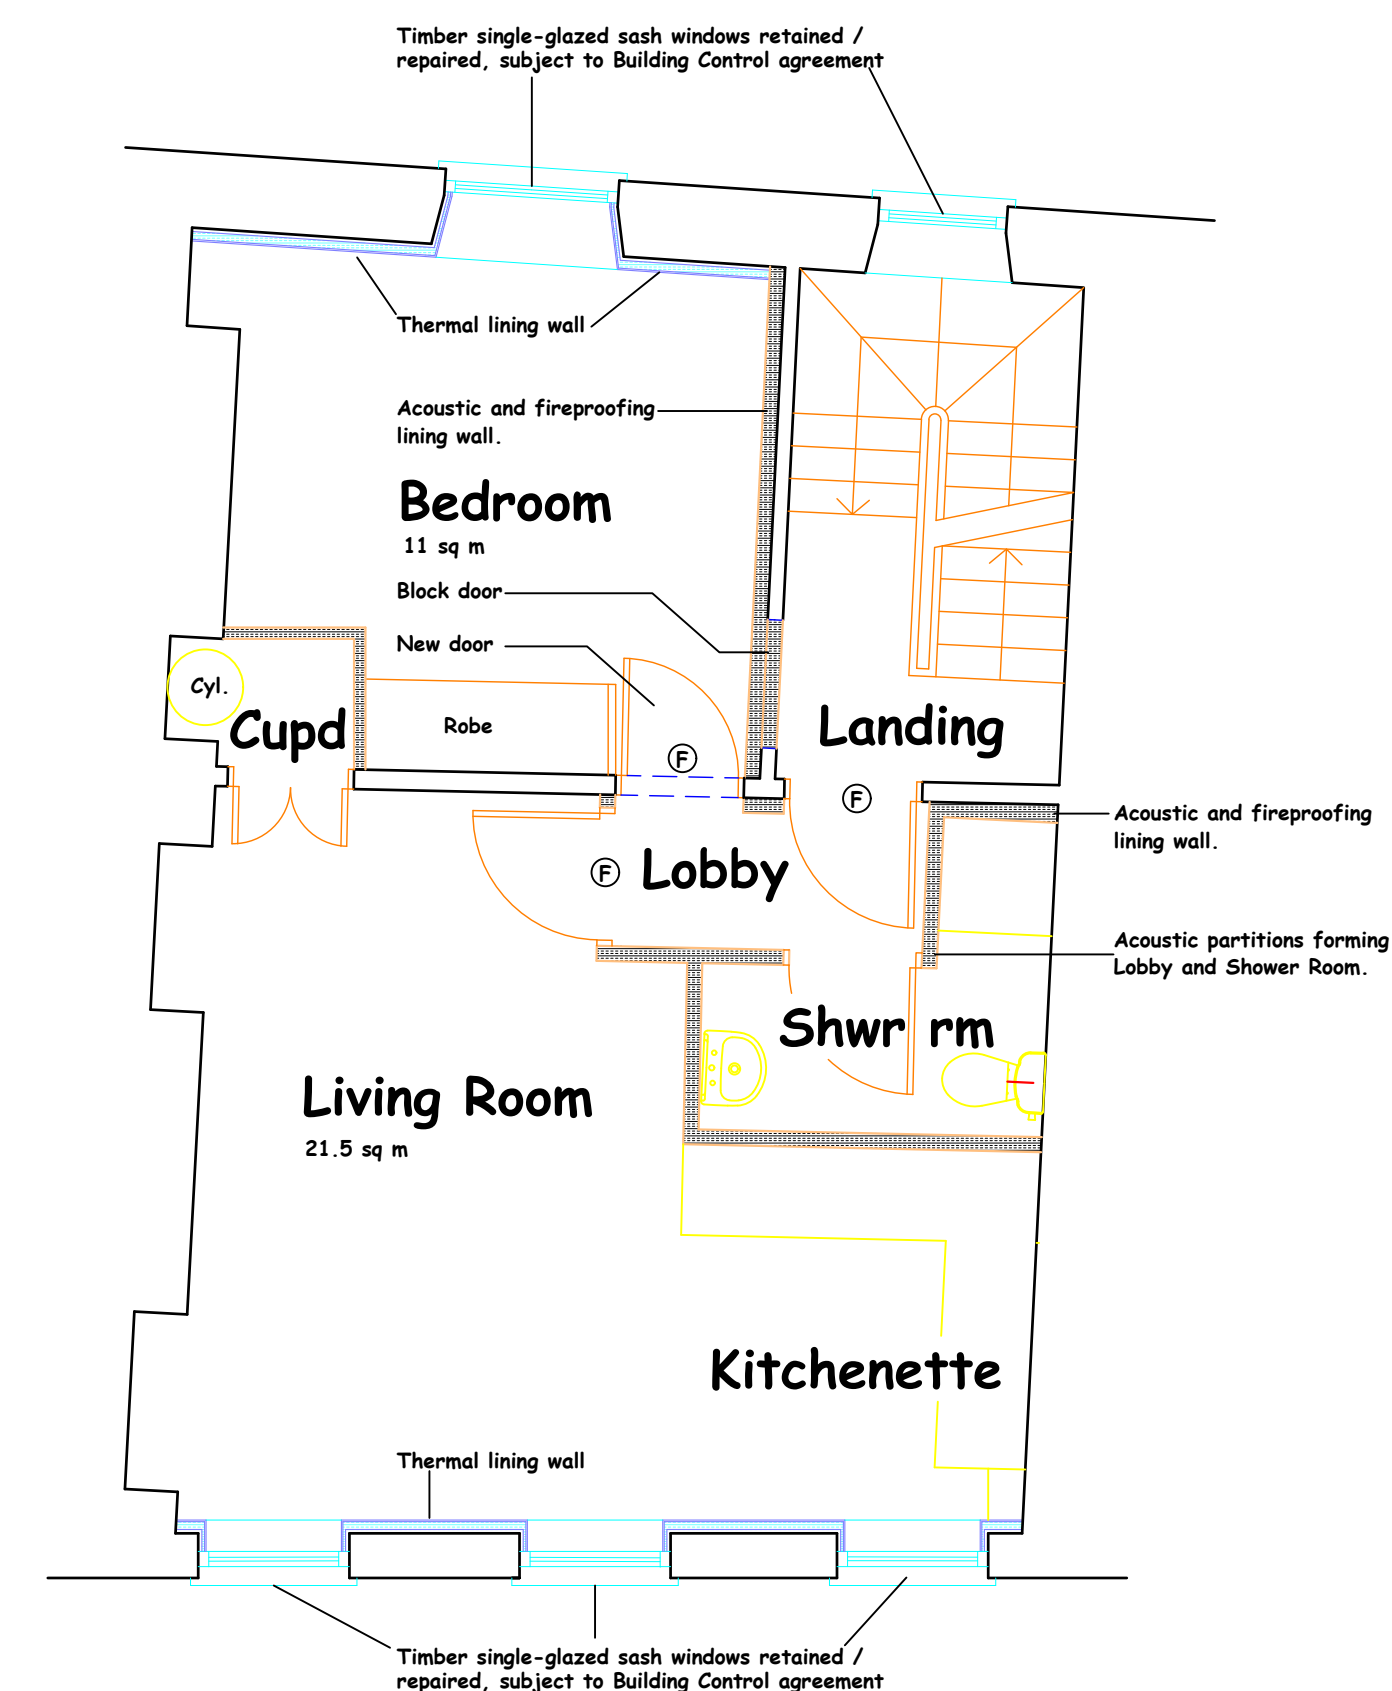 Timber single-glazed sash windows retained /
repaired, subject to Building Control agreement
Thermal lining wall
Acoustic and fireproofing
lining wall.
Bedroom
11 sq m
Block door
New door
Cyl.
Cupd
Robe
Landing
F
F
Acoustic and fireproofing
lining wall.
Lobby
F
Acoustic partitions forming
Lobby and Shower Room.
Shwr rm
Living Room
21.5 sq m
Kitchenette
Thermal lining wall
Timber single-glazed sash windows retained /
repaired, subject to Building Control agreement